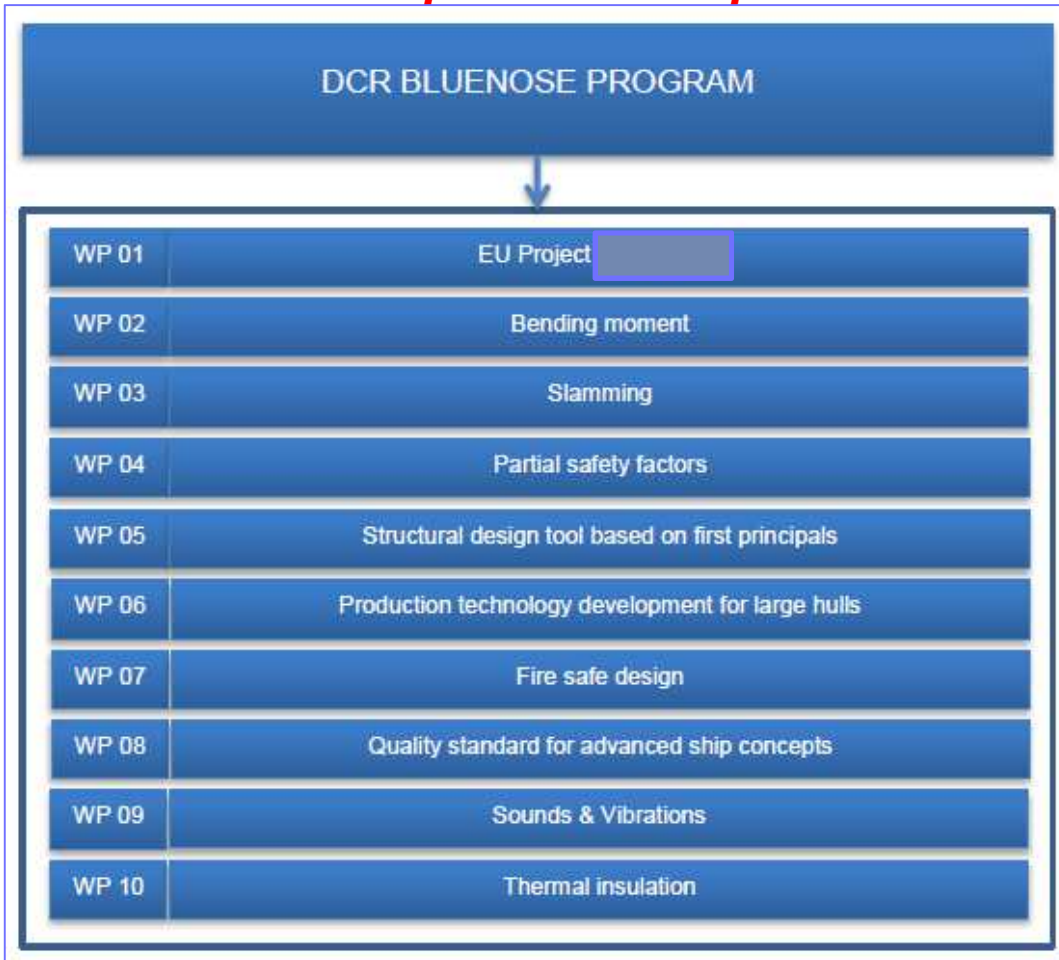 DCR BLUENOSE PROGRAM
WP 01 EU Project
WP 02 Bending moment
WP 03 Slamming
WP 04 Partial safety factors
WP 05 Structural design tool based on first principals
WP 06 Production technology development for large hulls
WP 07 Fire safe design
WP 08 Quality standard for advanced ship concepts
WP 09 Sounds & Vibrations
WP 10 Thermal insulation